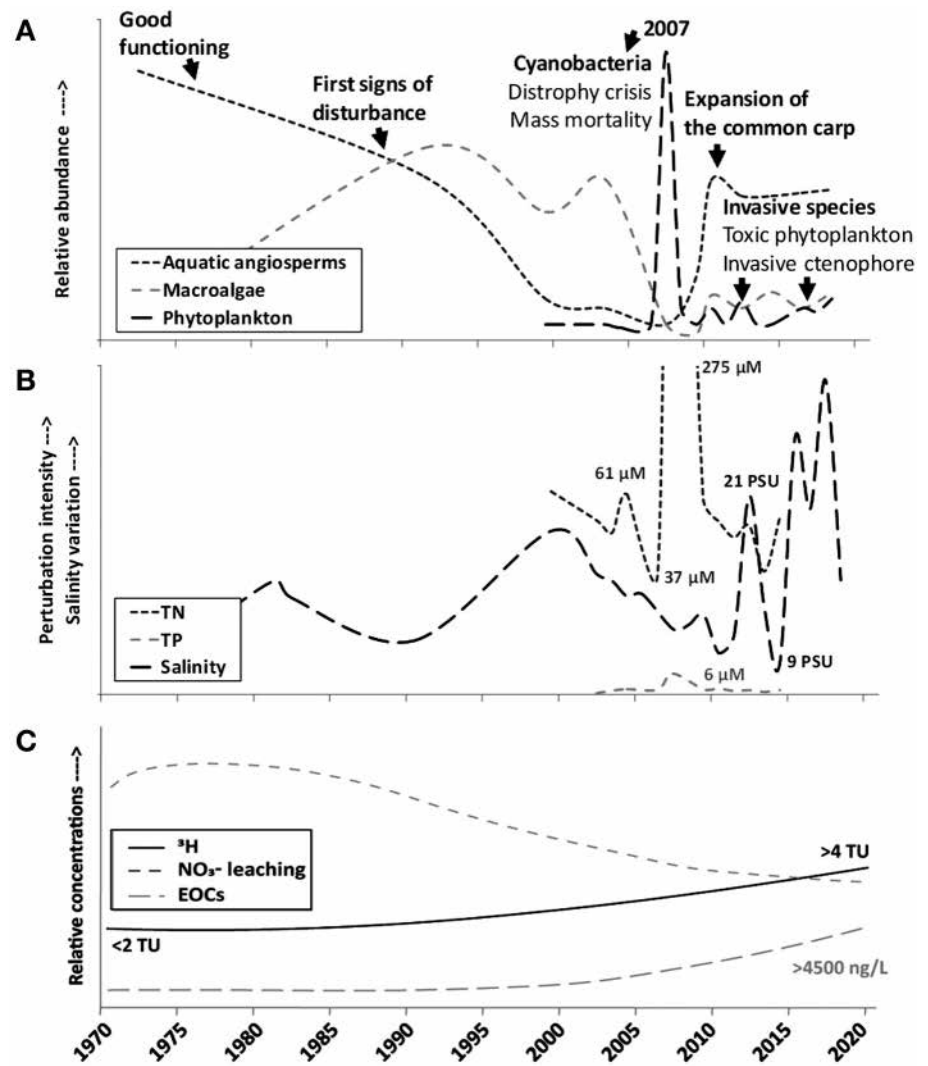 A
Good
functioning
First signs of
disturbance
2007
Cyanobacteria
Distrophy crisis
Mass mortality
Expansion of
the common carp
Invasive species
Toxic phytoplankton
Invasive ctenophore
Relative abundance ---->
Aquatic angiosperms
Macroalgae
Phytoplankton
B
Perturbation intensity --->
Salinity variation ---->
275 µM
61 µM
21 PSU
37 µM
9 PSU
6 µM
TN
TP
Salinity
C
Relative concentrations ---->
³H
NO₃- leaching
EOCs
<2 TU
>4 TU
>4500 ng/L
1970
1975
1980
1985
1990
1995
2000
2005
2010
2015
2020